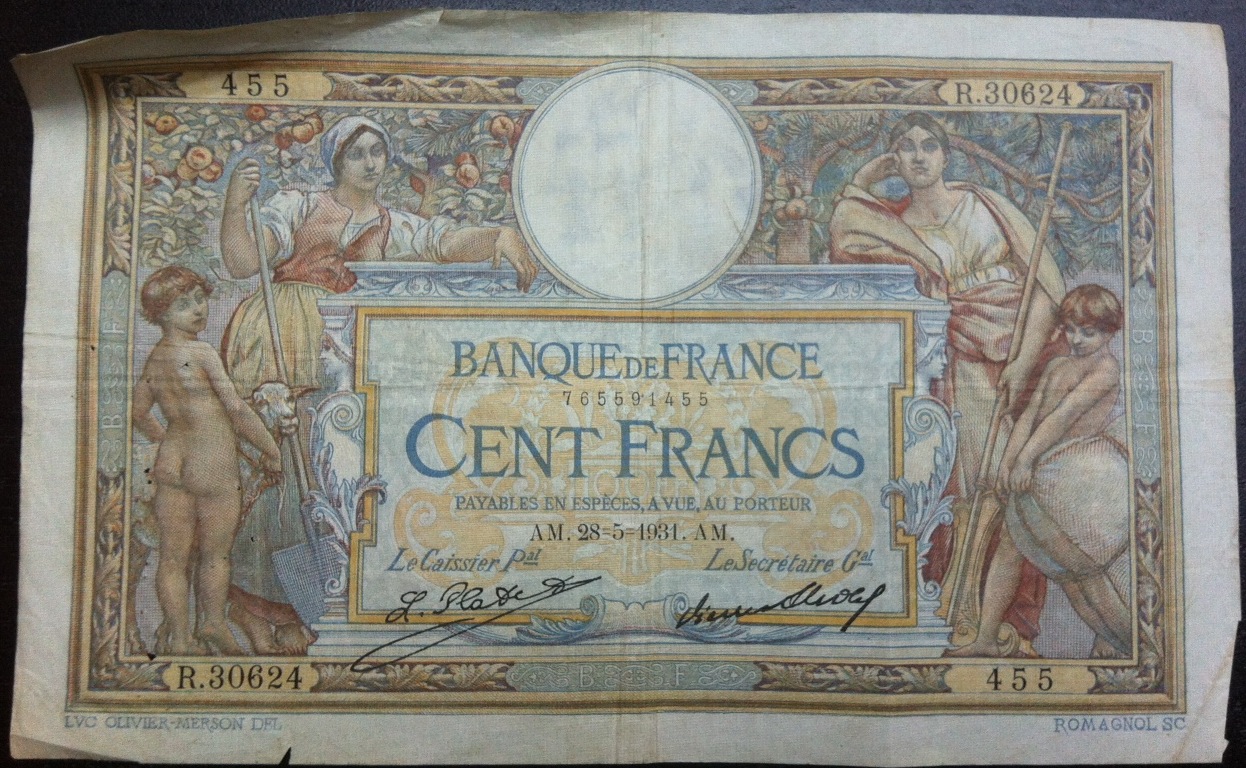 455
R.30624
BANQUE DE FRANCE
765591455
CENT FRANCS
PAYABLES EN ESPÈCES, A VUE, AU PORTEUR
AM. 28=5=1931. AM.
Le Caissier Pal
Le Secrétaire Gal
R.30624
B F
455
LVC OLIVIER-MERSON DEL
ROMAGNOL SC